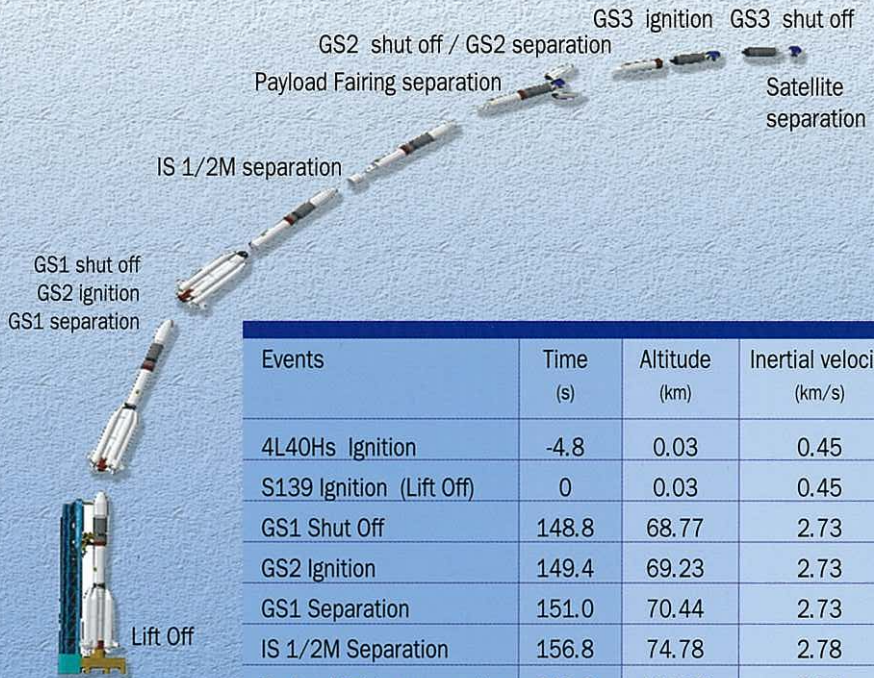 GS3 ignition GS3 shut off
GS2 shut off / GS2 separation
Payload Fairing separation
Satellite
separation
IS 1/2M separation
GS1 shut off
GS2 ignition
GS1 separation
Lift Off
Events Time Altitude Inertial veloci
(s) (km) (km/s)
4L40Hs Ignition -4.8 0.03 0.45
S139 Ignition (Lift Off) 0 0.03 0.45
GS1 Shut Off 148.8 68.77 2.73
GS2 Ignition 149.4 69.23 2.73
GS1 Separation 151.0 70.44 2.73
IS 1/2M Separation 156.8 74.78 2.78